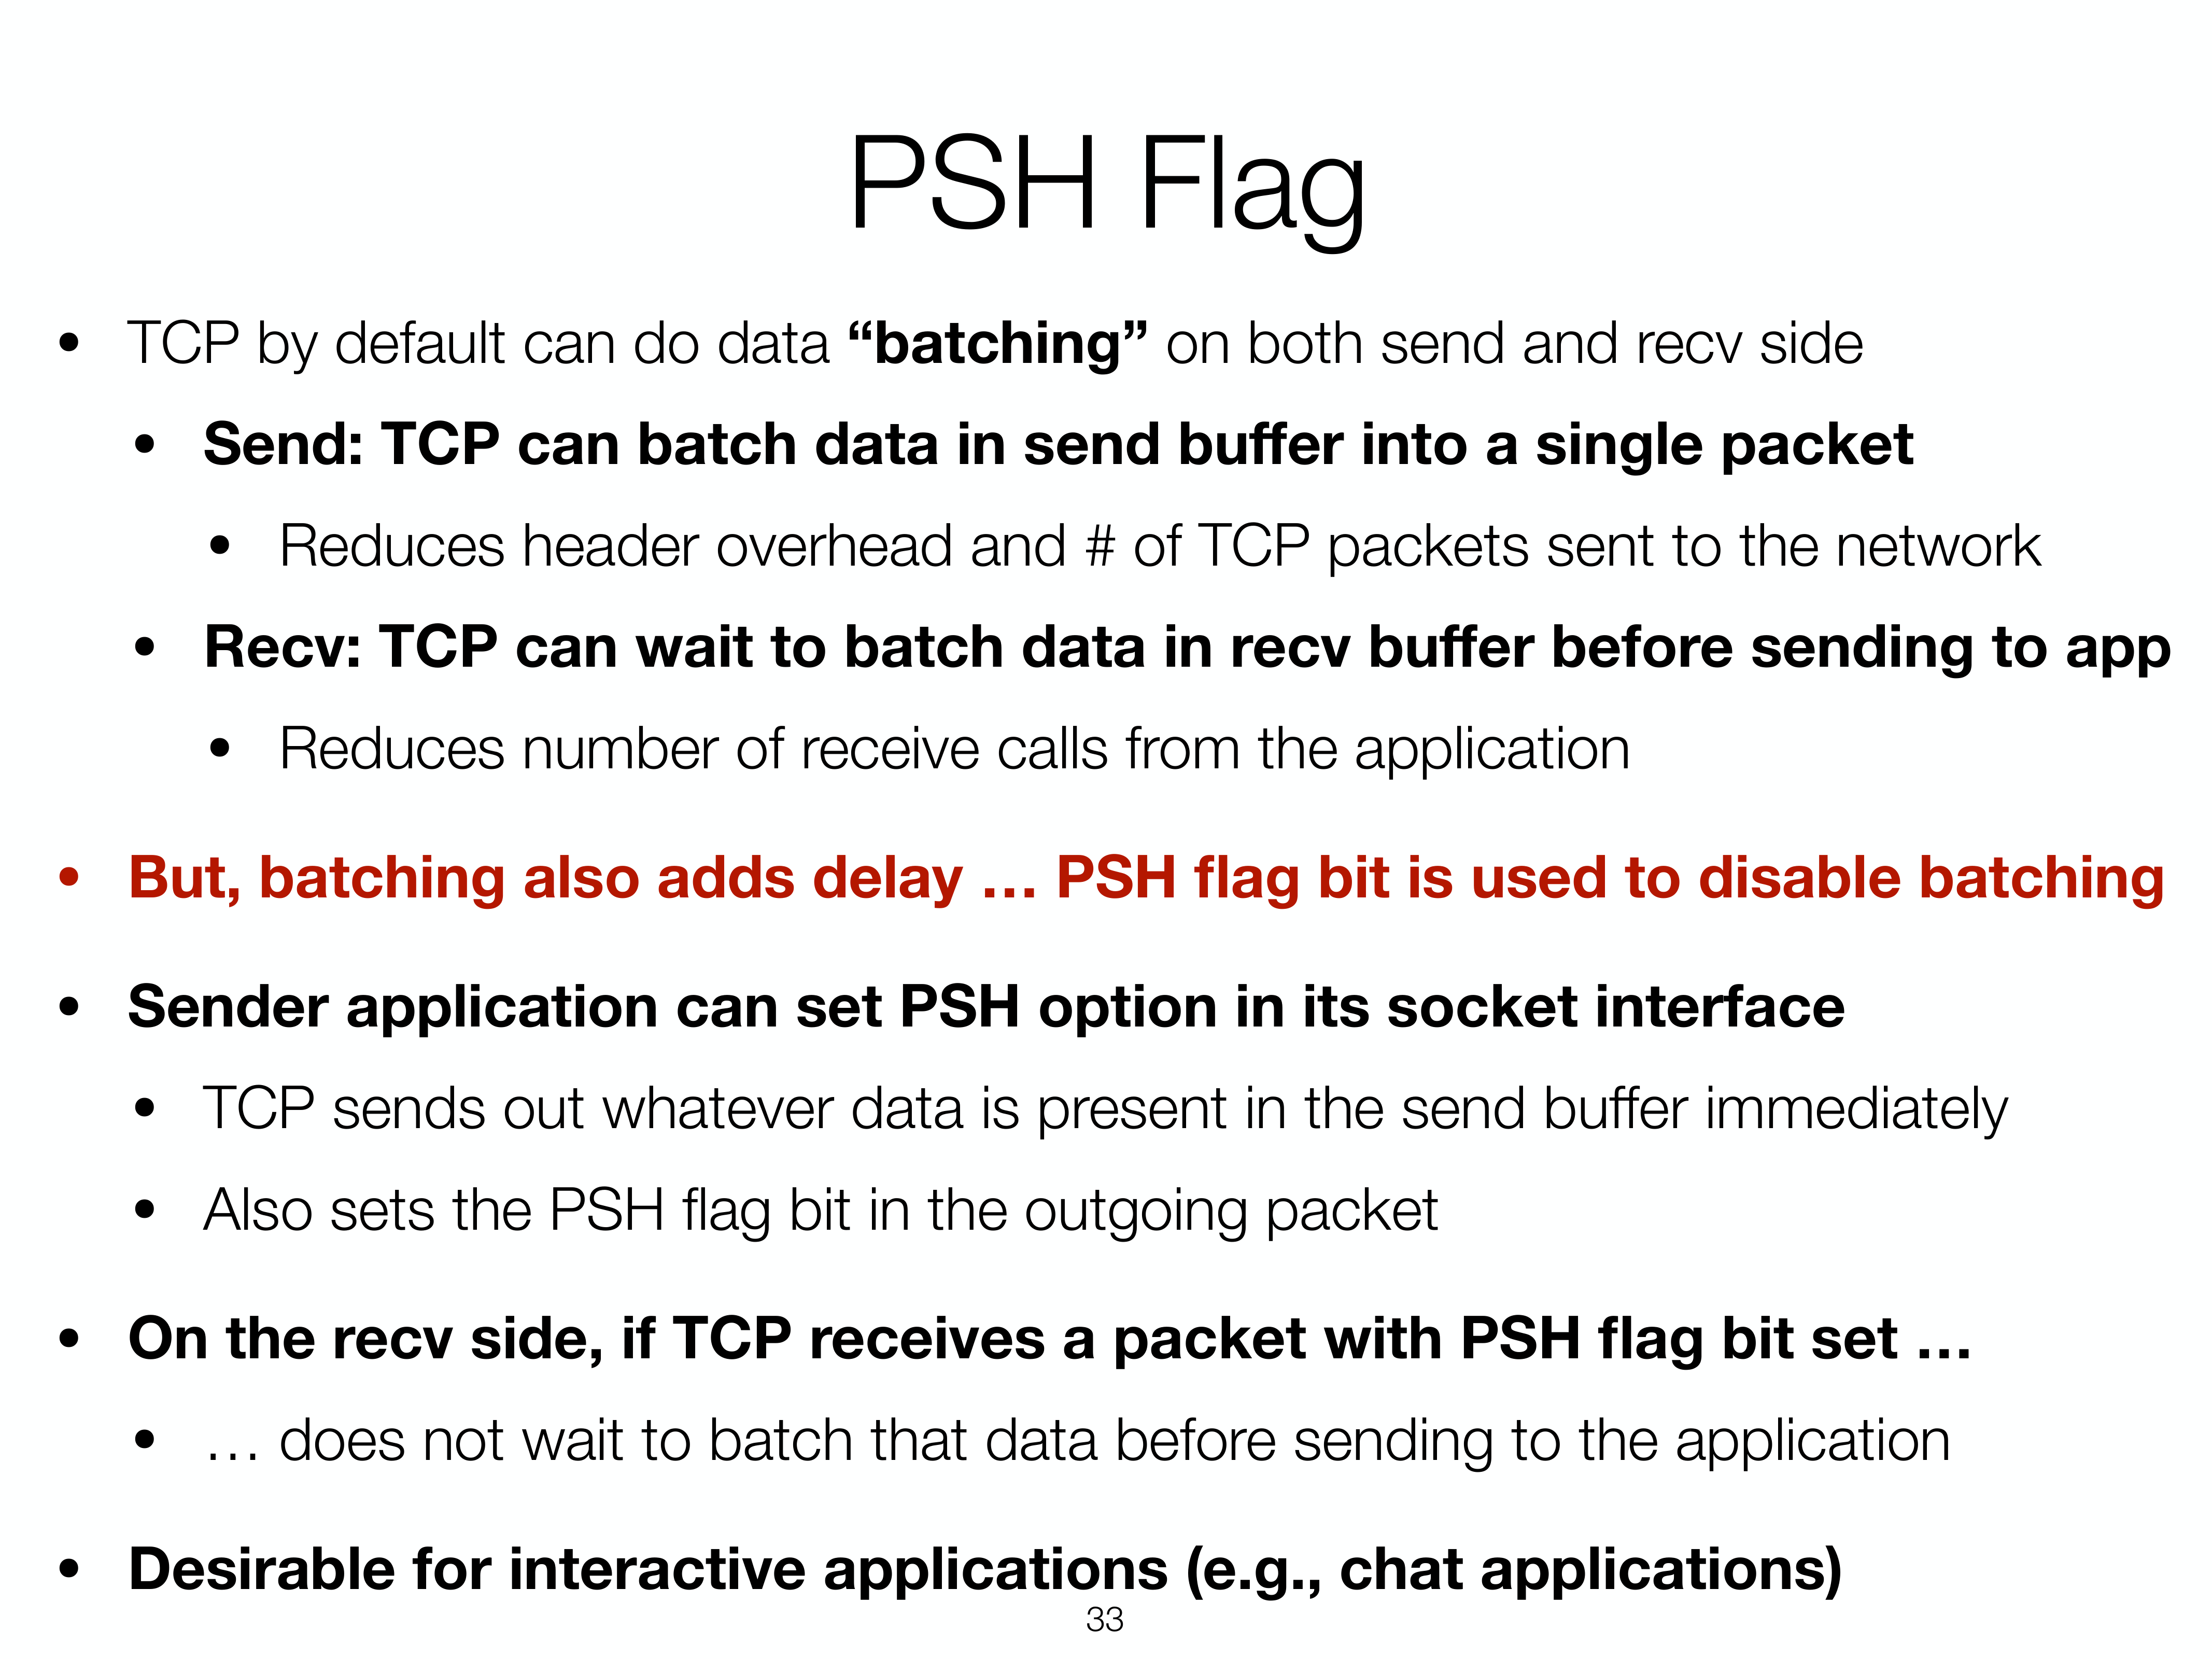 PSH Flag
• TCP by default can do data “batching” on both send and recv side
• Send: TCP can batch data in send buffer into a single packet
• Reduces header overhead and # of TCP packets sent to the network
• Recv: TCP can wait to batch data in recv buffer before sending to app
• Reduces number of receive calls from the application
• But, batching also adds delay … PSH flag bit is used to disable batching
• Sender application can set PSH option in its socket interface
• TCP sends out whatever data is present in the send buffer immediately
• Also sets the PSH flag bit in the outgoing packet
• On the recv side, if TCP receives a packet with PSH flag bit set …
• … does not wait to batch that data before sending to the application
• Desirable for interactive applications (e.g., chat applications)
33